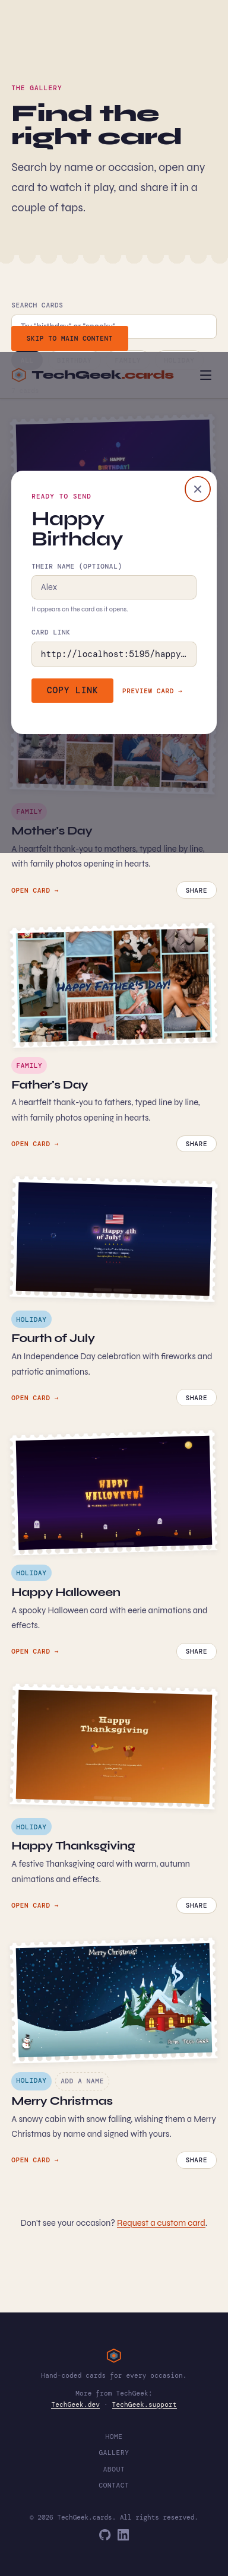 THE GALLERY
Find the
right card
Search by name or occasion, open any
card to watch it play, and share it in a
couple of taps.
SEARCH CARDS
SKIP TO MAIN CONTENT
TechGeek.cards
BIRTHDAY!
READY TO SEND
Happy
Birthday
THEIR NAME (OPTIONAL)
Alex
It appears on the card as it opens.
CARD LINK
http://localhost:5195/happy…
COPY LINK
PREVIEW CARD →
FAMILY
Mother's Day
A heartfelt thank-you to mothers, typed line by line,
with family photos opening in hearts.
OPEN CARD →
SHARE
HAPPY FATHER'S DAY!
FAMILY
Father's Day
A heartfelt thank-you to fathers, typed line by line,
with family photos opening in hearts.
OPEN CARD →
SHARE
Happy 4th
of July!
HOLIDAY
Fourth of July
An Independence Day celebration with fireworks and
patriotic animations.
OPEN CARD →
SHARE
HAPPY
HALLOWEEN!
HOLIDAY
Happy Halloween
A spooky Halloween card with eerie animations and
effects.
OPEN CARD →
SHARE
Happy
Thanksgiving
HOLIDAY
Happy Thanksgiving
A festive Thanksgiving card with warm, autumn
animations and effects.
OPEN CARD →
SHARE
Merry Christmas!
HOLIDAY
ADD A NAME
Merry Christmas
A snowy cabin with snow falling, wishing them a Merry
Christmas by name and signed with yours.
OPEN CARD →
SHARE
Don't see your occasion? Request a custom card.
Hand-coded cards for every occasion.
More from TechGeek:
TechGeek.dev · TechGeek.support
HOME
GALLERY
ABOUT
CONTACT
© 2026 TechGeek.cards. All rights reserved.